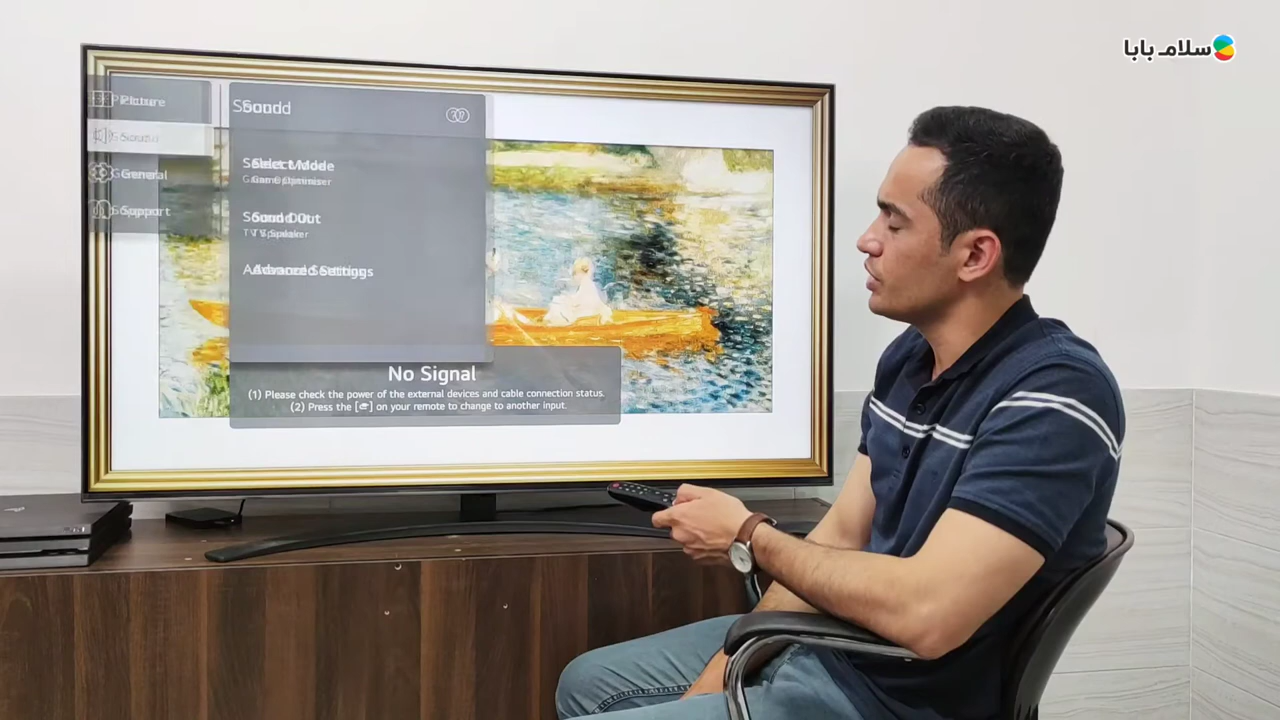 سلام بابا
Picture
Sound
General
Support
Sound
Select Mode
Game Optimiser
Sound Out
TV Speaker
Advanced Settings
No Signal
(1) Please check the power of the external devices and cable connection status.
(2) Press the [ ] on your remote to change to another input.